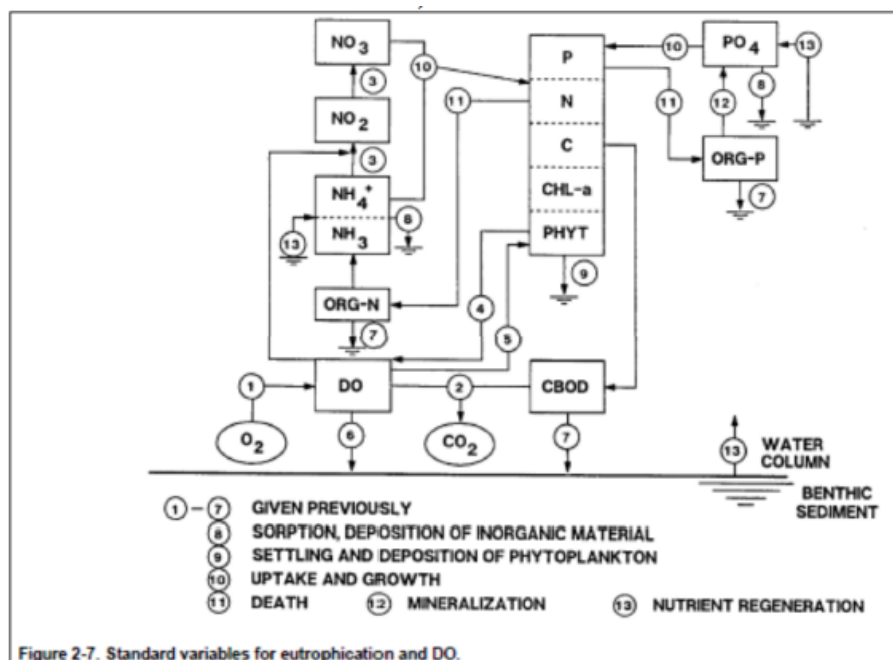 NO3
10
PO4
10
13
P
3
11
N
11
12
8
NO2
3
C
ORG-P
NH4+
8
CHL-a
7
13
NH3
PHYT
9
ORG-N
4
7
5
1
DO
2
CBOD
O2
6
CO2
7
13
WATER
COLUMN
BENTHIC
SEDIMENT
1 – 7 GIVEN PREVIOUSLY
8 SORPTION, DEPOSITION OF INORGANIC MATERIAL
9 SETTLING AND DEPOSITION OF PHYTOPLANKTON
10 UPTAKE AND GROWTH
11 DEATH 12 MINERALIZATION 13 NUTRIENT REGENERATION
Figure 2-7. Standard variables for eutrophication and DO.